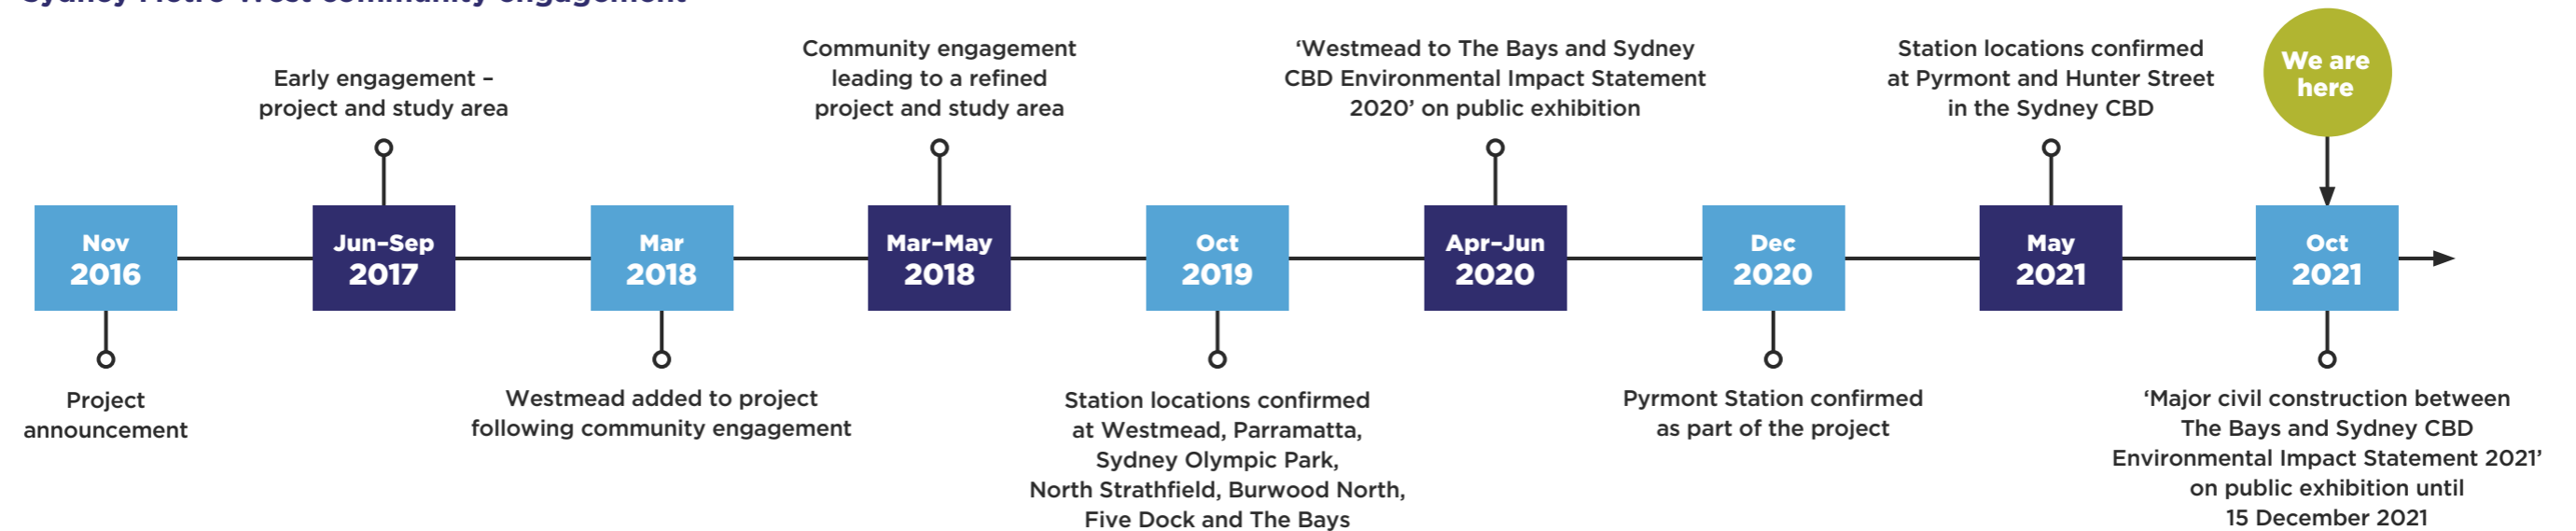 Sydney Metro West community engagement
Early engagement –
project and study area
Community engagement
leading to a refined
project and study area
‘Westmead to The Bays and Sydney
CBD Environmental Impact Statement
2020’ on public exhibition
Station locations confirmed
at Pyrmont and Hunter Street
in the Sydney CBD
We are
here
Nov
2016
Jun–Sep
2017
Mar
2018
Mar–May
2018
Oct
2019
Apr–Jun
2020
Dec
2020
May
2021
Oct
2021
Project
announcement
Westmead added to project
following community engagement
Station locations confirmed
at Westmead, Parramatta,
Sydney Olympic Park,
North Strathfield, Burwood North,
Five Dock and The Bays
Pyrmont Station confirmed
as part of the project
‘Major civil construction between
The Bays and Sydney CBD
Environmental Impact Statement 2021’
on public exhibition until
15 December 2021